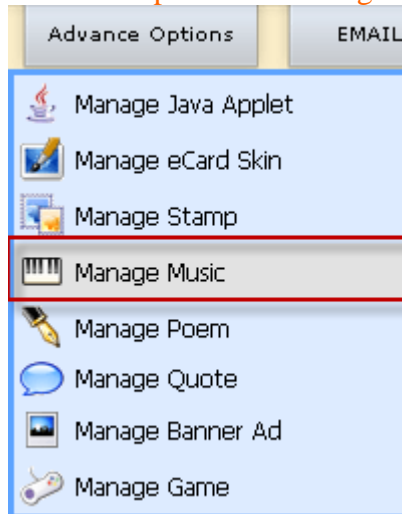 Advance Options EMAIL
Manage Java Applet
Manage eCard Skin
Manage Stamp
Manage Music
Manage Poem
Manage Quote
Manage Banner Ad
Manage Game